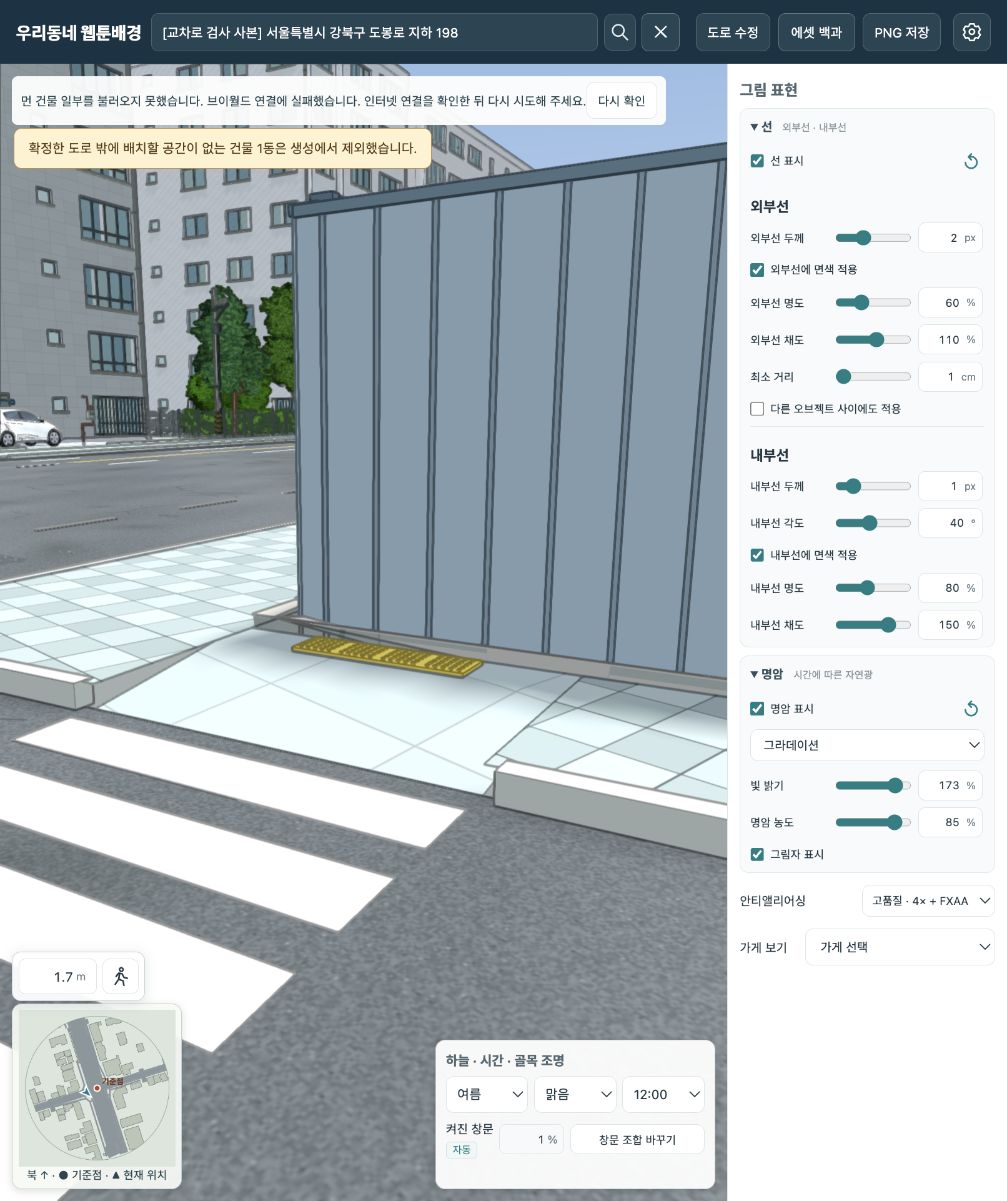 우리동네 웹툰배경
[교차로 검사 사본] 서울특별시 강북구 도봉로 지하 198
도로 수정
에셋 백과
PNG 저장
먼 건물 일부를 불러오지 못했습니다. 브이월드 연결에 실패했습니다. 인터넷 연결을 확인한 뒤 다시 시도해 주세요.
다시 확인
확정한 도로 밖에 배치할 공간이 없는 건물 1동은 생성에서 제외했습니다.
그림 표현
▼선 외부선 · 내부선
선 표시
외부선
외부선 두께 2 px
외부선에 면색 적용
외부선 명도 60 %
외부선 채도 110 %
최소 거리 1 cm
다른 오브젝트 사이에도 적용
내부선
내부선 두께 1 px
내부선 각도 40 °
내부선에 면색 적용
내부선 명도 80 %
내부선 채도 150 %
▼명암 시간에 따른 자연광
명암 표시
그라데이션
빛 밝기 173 %
명암 농도 85 %
그림자 표시
안티앨리어싱 고품질 · 4× + FXAA
가게 보기 가게 선택
1.7 m
기준점
북 ↑ · ● 기준점 · ▲ 현재 위치
하늘 · 시간 · 골목 조명
여름 맑음 12:00
커진 창문 1 % 창문 조합 바꾸기
자동